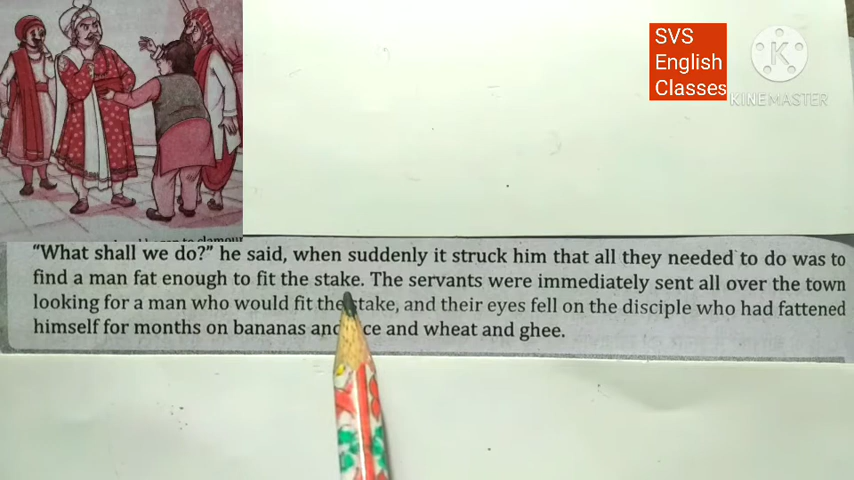 SVS
English
Classes
K
KINEMASTER
to clamour
"What shall we do?" he said, when suddenly it struck him that all they needed to do was to
find a man fat enough to fit the stake. The servants were immediately sent all over the town
looking for a man who would fit the stake, and their eyes fell on the disciple who had fattened
himself for months on bananas and and wheat and ghee.